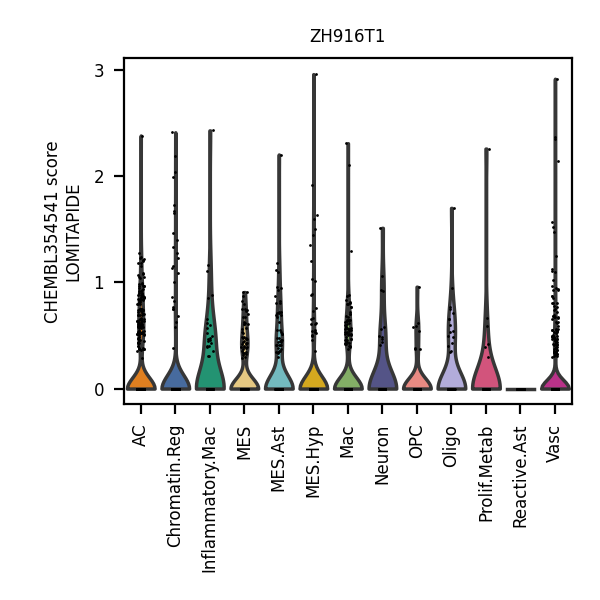 ZH916T1
CHEMBL354541 score
LOMITAPIDE
3
2
1
0
AC
Chromatin.Reg
Inflammatory.Mac
MES
MES.Ast
MES.Hyp
Mac
Neuron
OPC
Oligo
Prolif.Metab
Reactive.Ast
Vasc